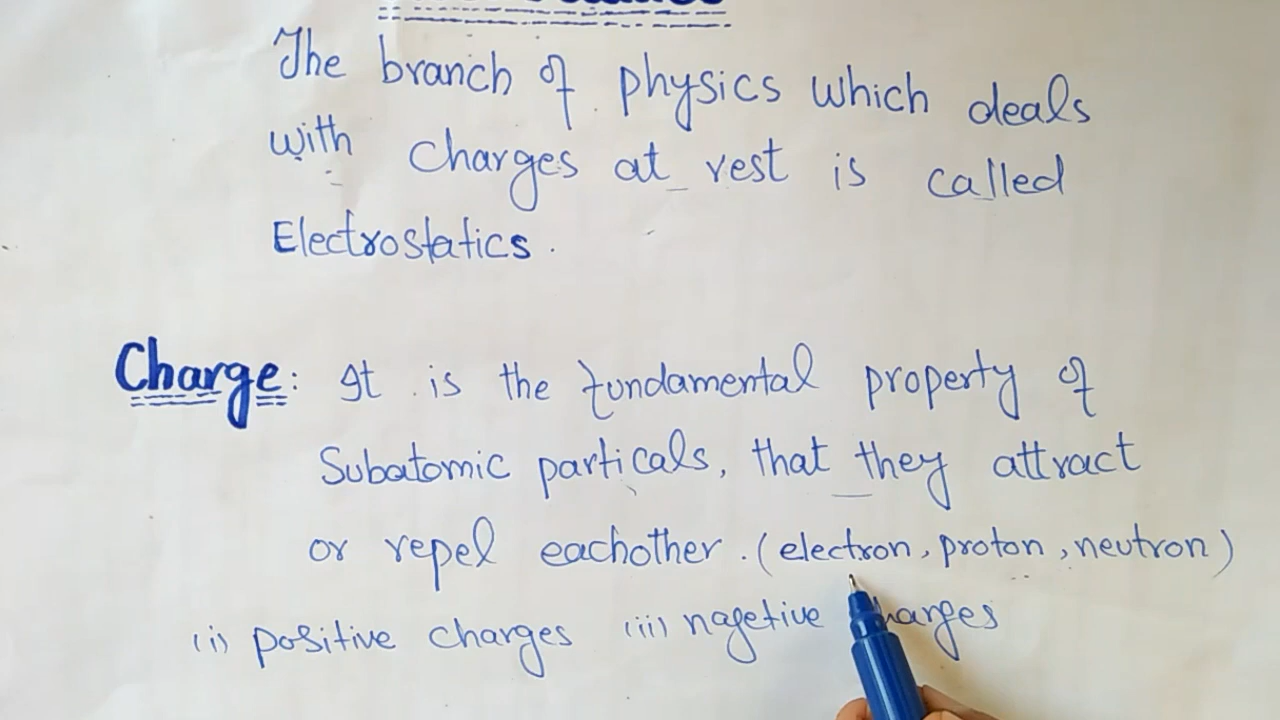 The branch of physics which deals
with charges at rest is called
Electrostatics.
Charge: It is the fundamental property of
Subatomic particals, that they attract
or repel eachother. (electron, proton, neutron)
(i) positive charges (ii) nagetive charges